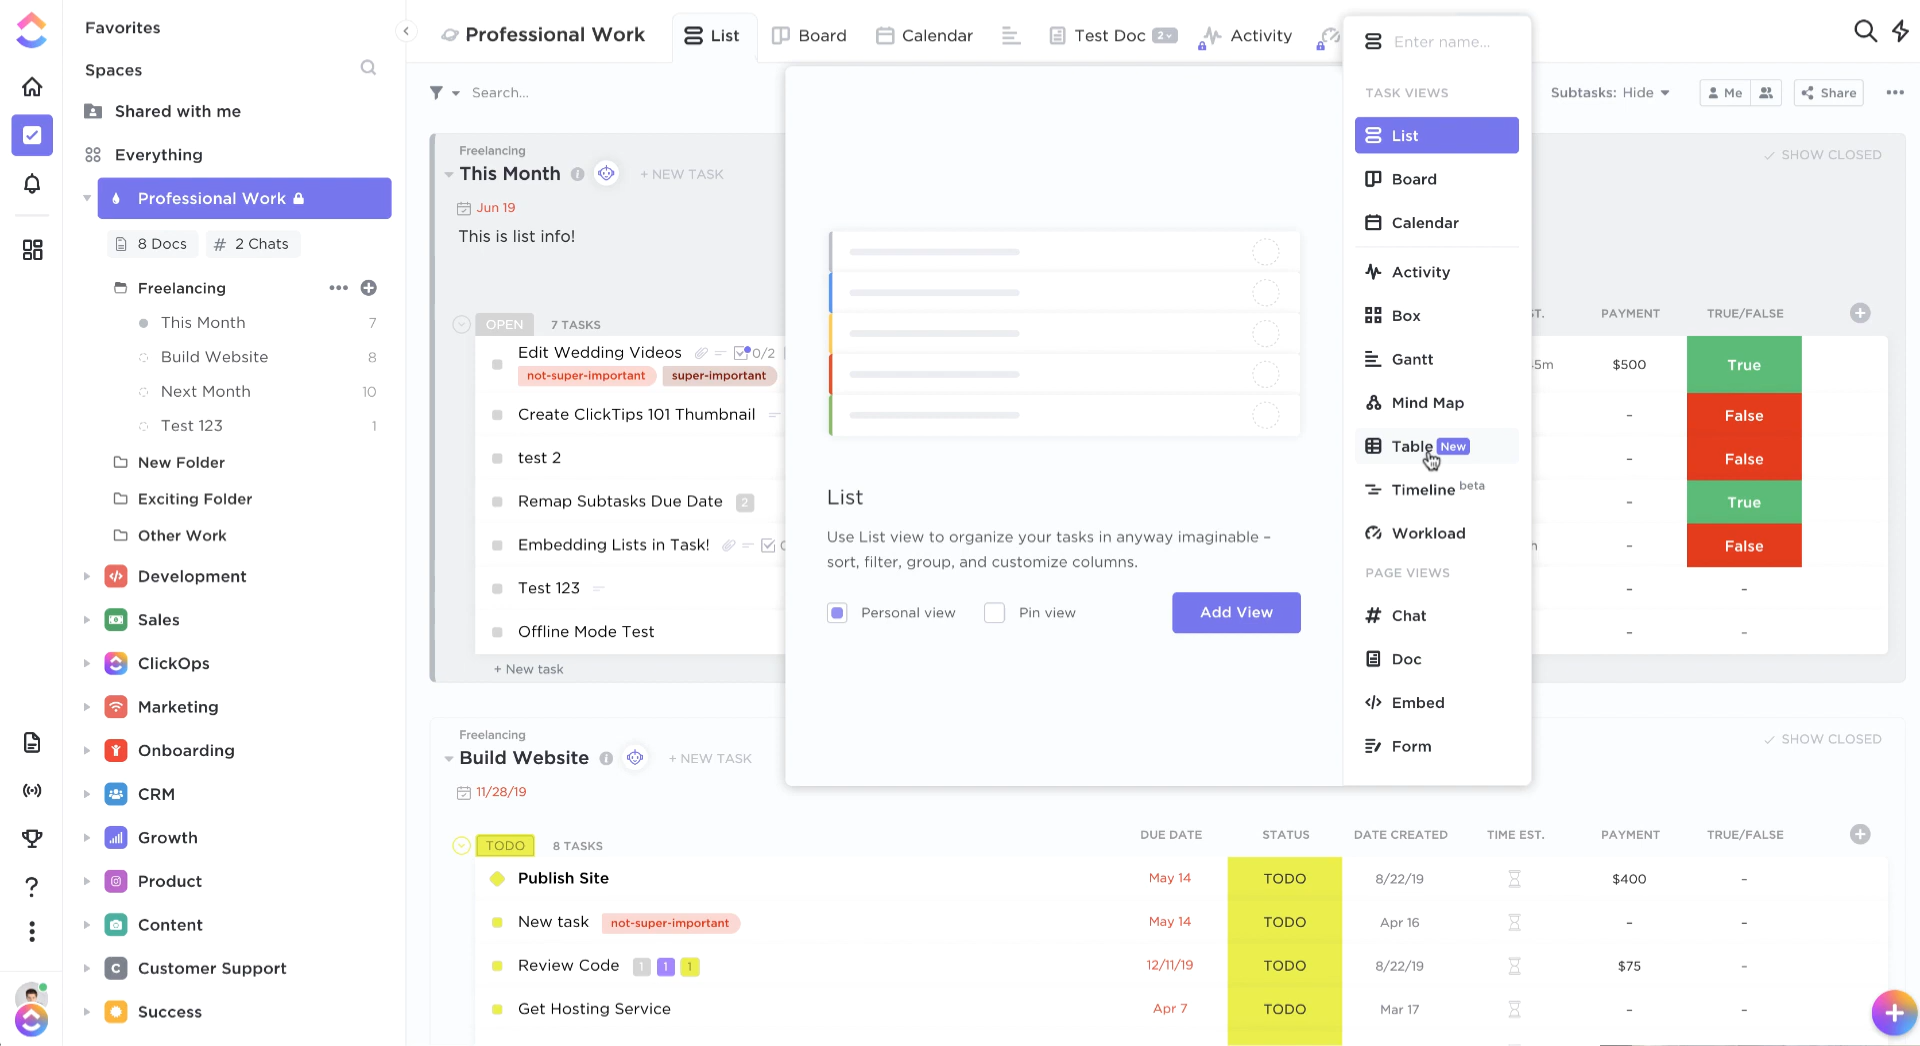 Favorites
Spaces
Shared with me
Everything
Professional Work
8 Docs
# 2 Chats
Freelancing
This Month 7
Build Website 8
Next Month 10
Test 123 1
New Folder
Exciting Folder
Other Work
Development
Sales
ClickOps
Marketing
Onboarding
CRM
Growth
Product
Content
C Customer Support
Success
Professional Work
List
Board
Calendar
Test Doc 2
Activity
Search...
Subtasks: Hide
Me
Share
Freelancing
This Month
+ NEW TASK
SHOW CLOSED
Jun 19
This is list info!
OPEN 7 TASKS
ST. PAYMENT TRUE/FALSE
Edit Wedding Videos 0/2
not-super-important super-important
5m $500 True
Create ClickTips 101 Thumbnail
- False
test 2
- False
Remap Subtasks Due Date 2
- True
Embedding Lists in Task!
- False
Test 123
- -
Offline Mode Test
- -
+ New task
List
Use List view to organize your tasks in anyway imaginable –
sort, filter, group, and customize columns.
Personal view
Pin view
Add View
Enter name...
TASK VIEWS
List
Board
Calendar
Activity
Box
Gantt
Mind Map
Table New
Timeline beta
Workload
PAGE VIEWS
Chat
Doc
Embed
Form
Freelancing
Build Website
+ NEW TASK
SHOW CLOSED
11/28/19
TODO 8 TASKS
DUE DATE STATUS DATE CREATED TIME EST. PAYMENT TRUE/FALSE
Publish Site May 14 TODO 8/22/19 $400 -
New task not-super-important May 14 TODO Apr 16 - -
Review Code 1 1 1 12/11/19 TODO 8/22/19 $75 -
Get Hosting Service Apr 7 TODO Mar 17 - -